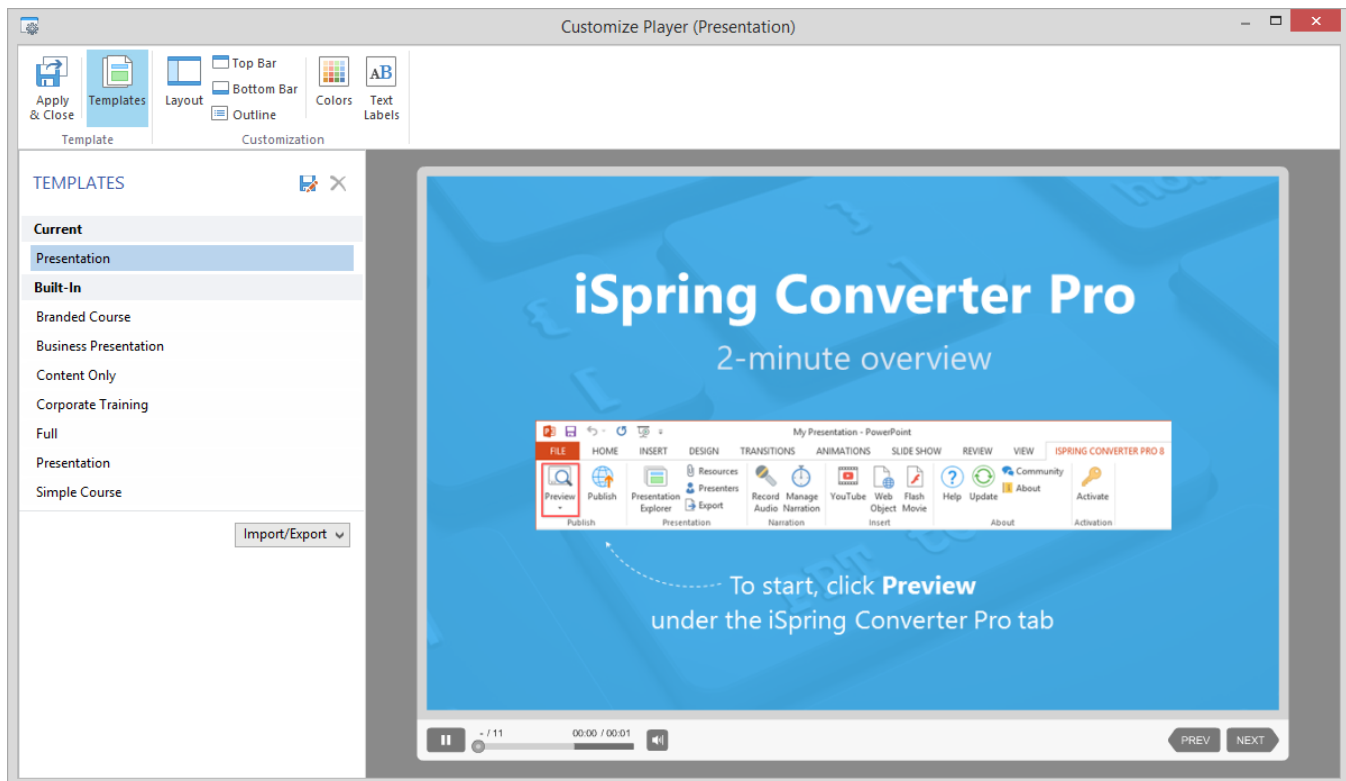 Customize Player (Presentation)
Apply & Close
Templates
Layout
Top Bar
Bottom Bar
Outline
Colors
AB
Text Labels
Template
Customization
TEMPLATES
Current
Presentation
Built-In
Branded Course
Business Presentation
Content Only
Corporate Training
Full
Presentation
Simple Course
Import/Export
iSpring Converter Pro
2-minute overview
My Presentation - PowerPoint
FILE HOME INSERT DESIGN TRANSITIONS ANIMATIONS SLIDE SHOW REVIEW VIEW ISPRING CONVERTER PRO 8
Preview
Publish
Presentation Explorer
Resources
Presenters
Export
Record Audio
Manage Narration
YouTube
Web Object
Flash Movie
Help
Update
Community
About
Activate
Publish
Presentation
Narration
Insert
About
Activation
To start, click Preview
under the iSpring Converter Pro tab
- / 11
00:00 / 00:01
PREV
NEXT